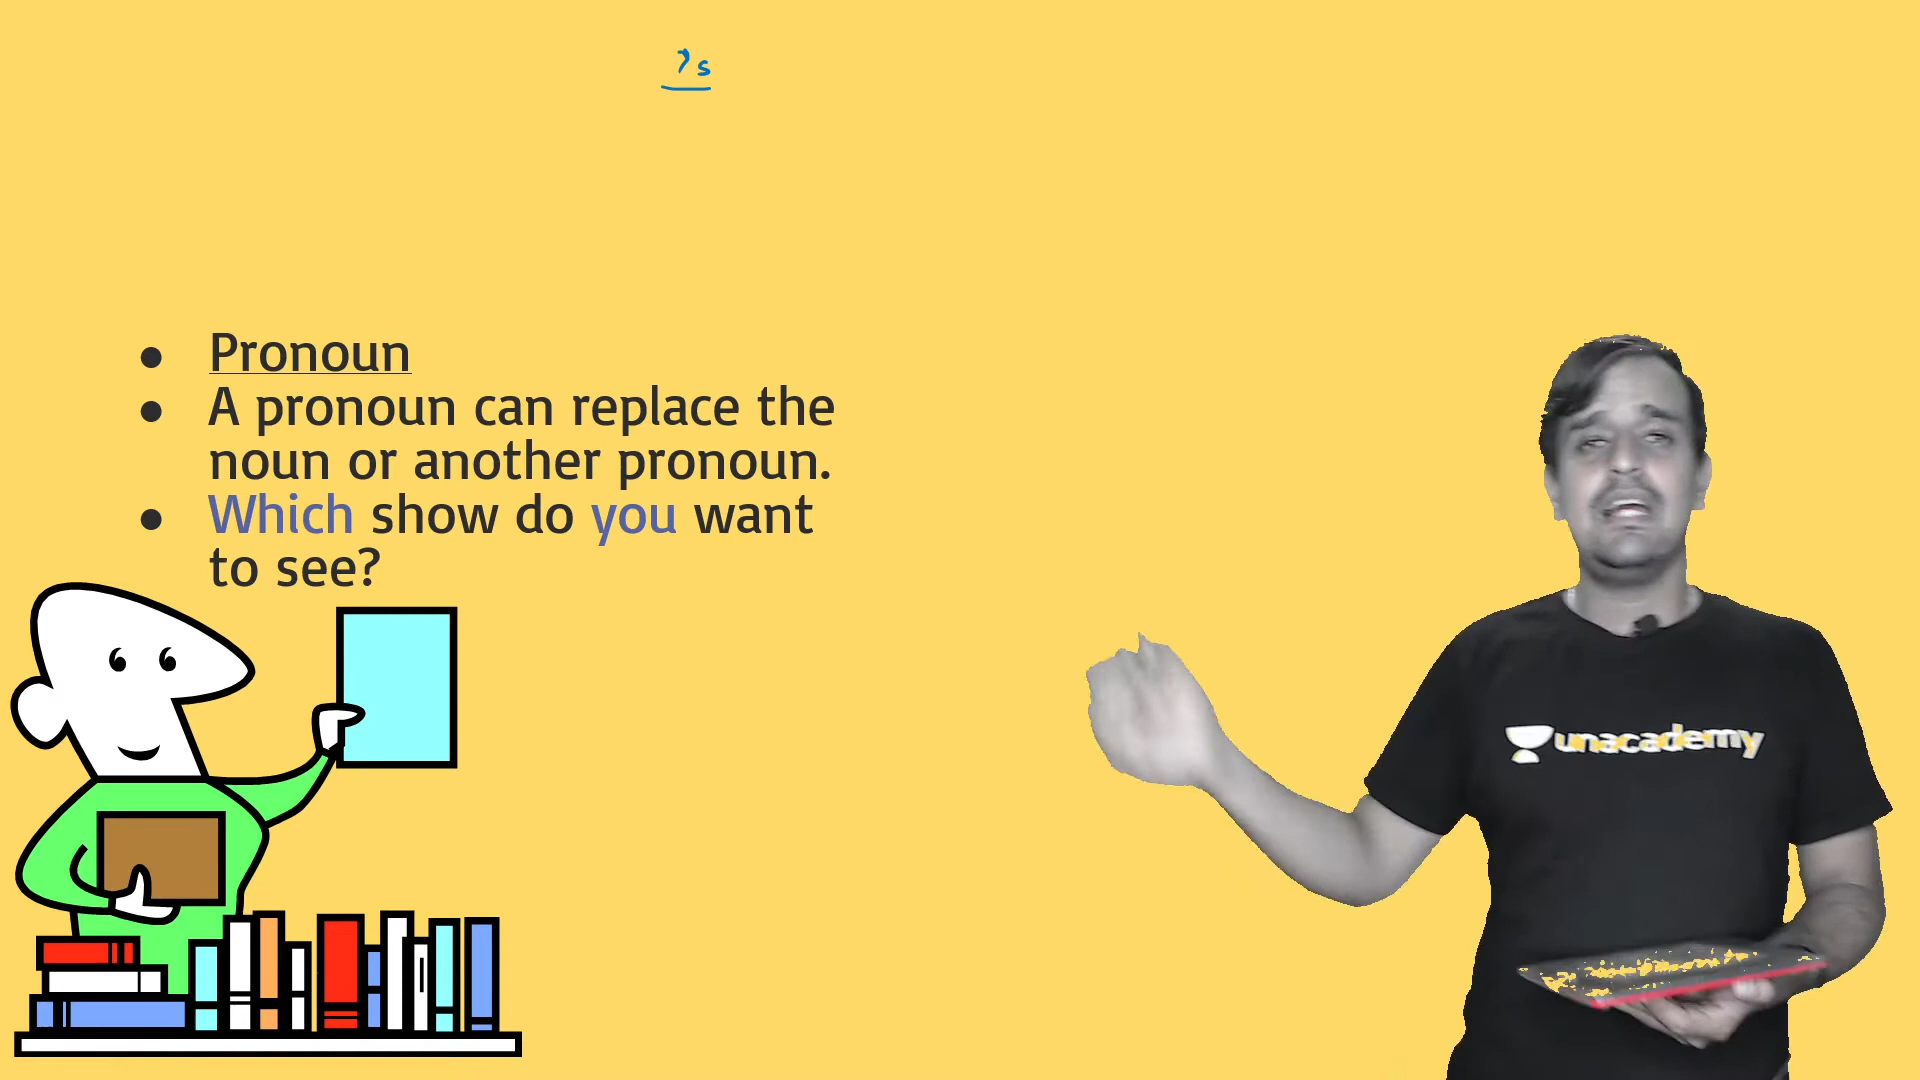 's
Pronoun
A pronoun can replace the
noun or another pronoun.
Which show do you want
to see?
unacademy